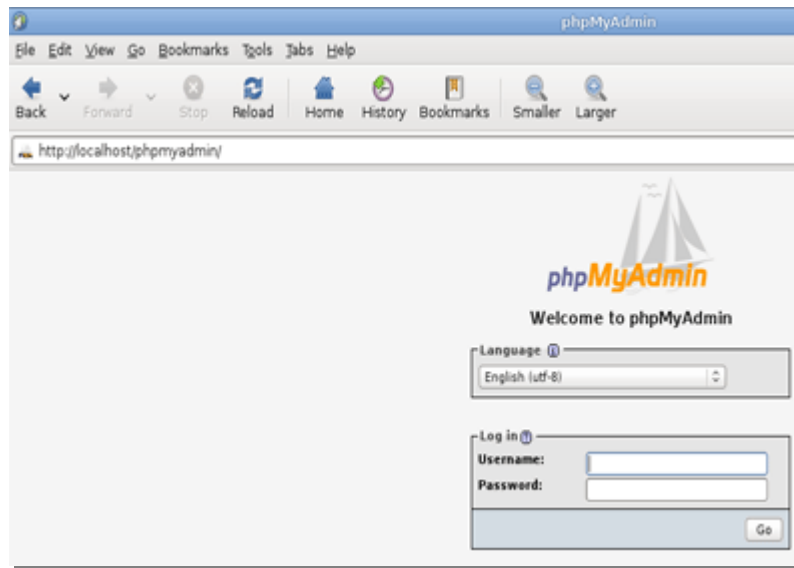 phpMyAdmin
File Edit View Go Bookmarks Tools Tabs Help
Back Forward Stop Reload Home History Bookmarks Smaller Larger
http://localhost/phpmyadmin/
phpMyAdmin
Welcome to phpMyAdmin
Language
English (utf-8)
Log in
Username:
Password:
Go